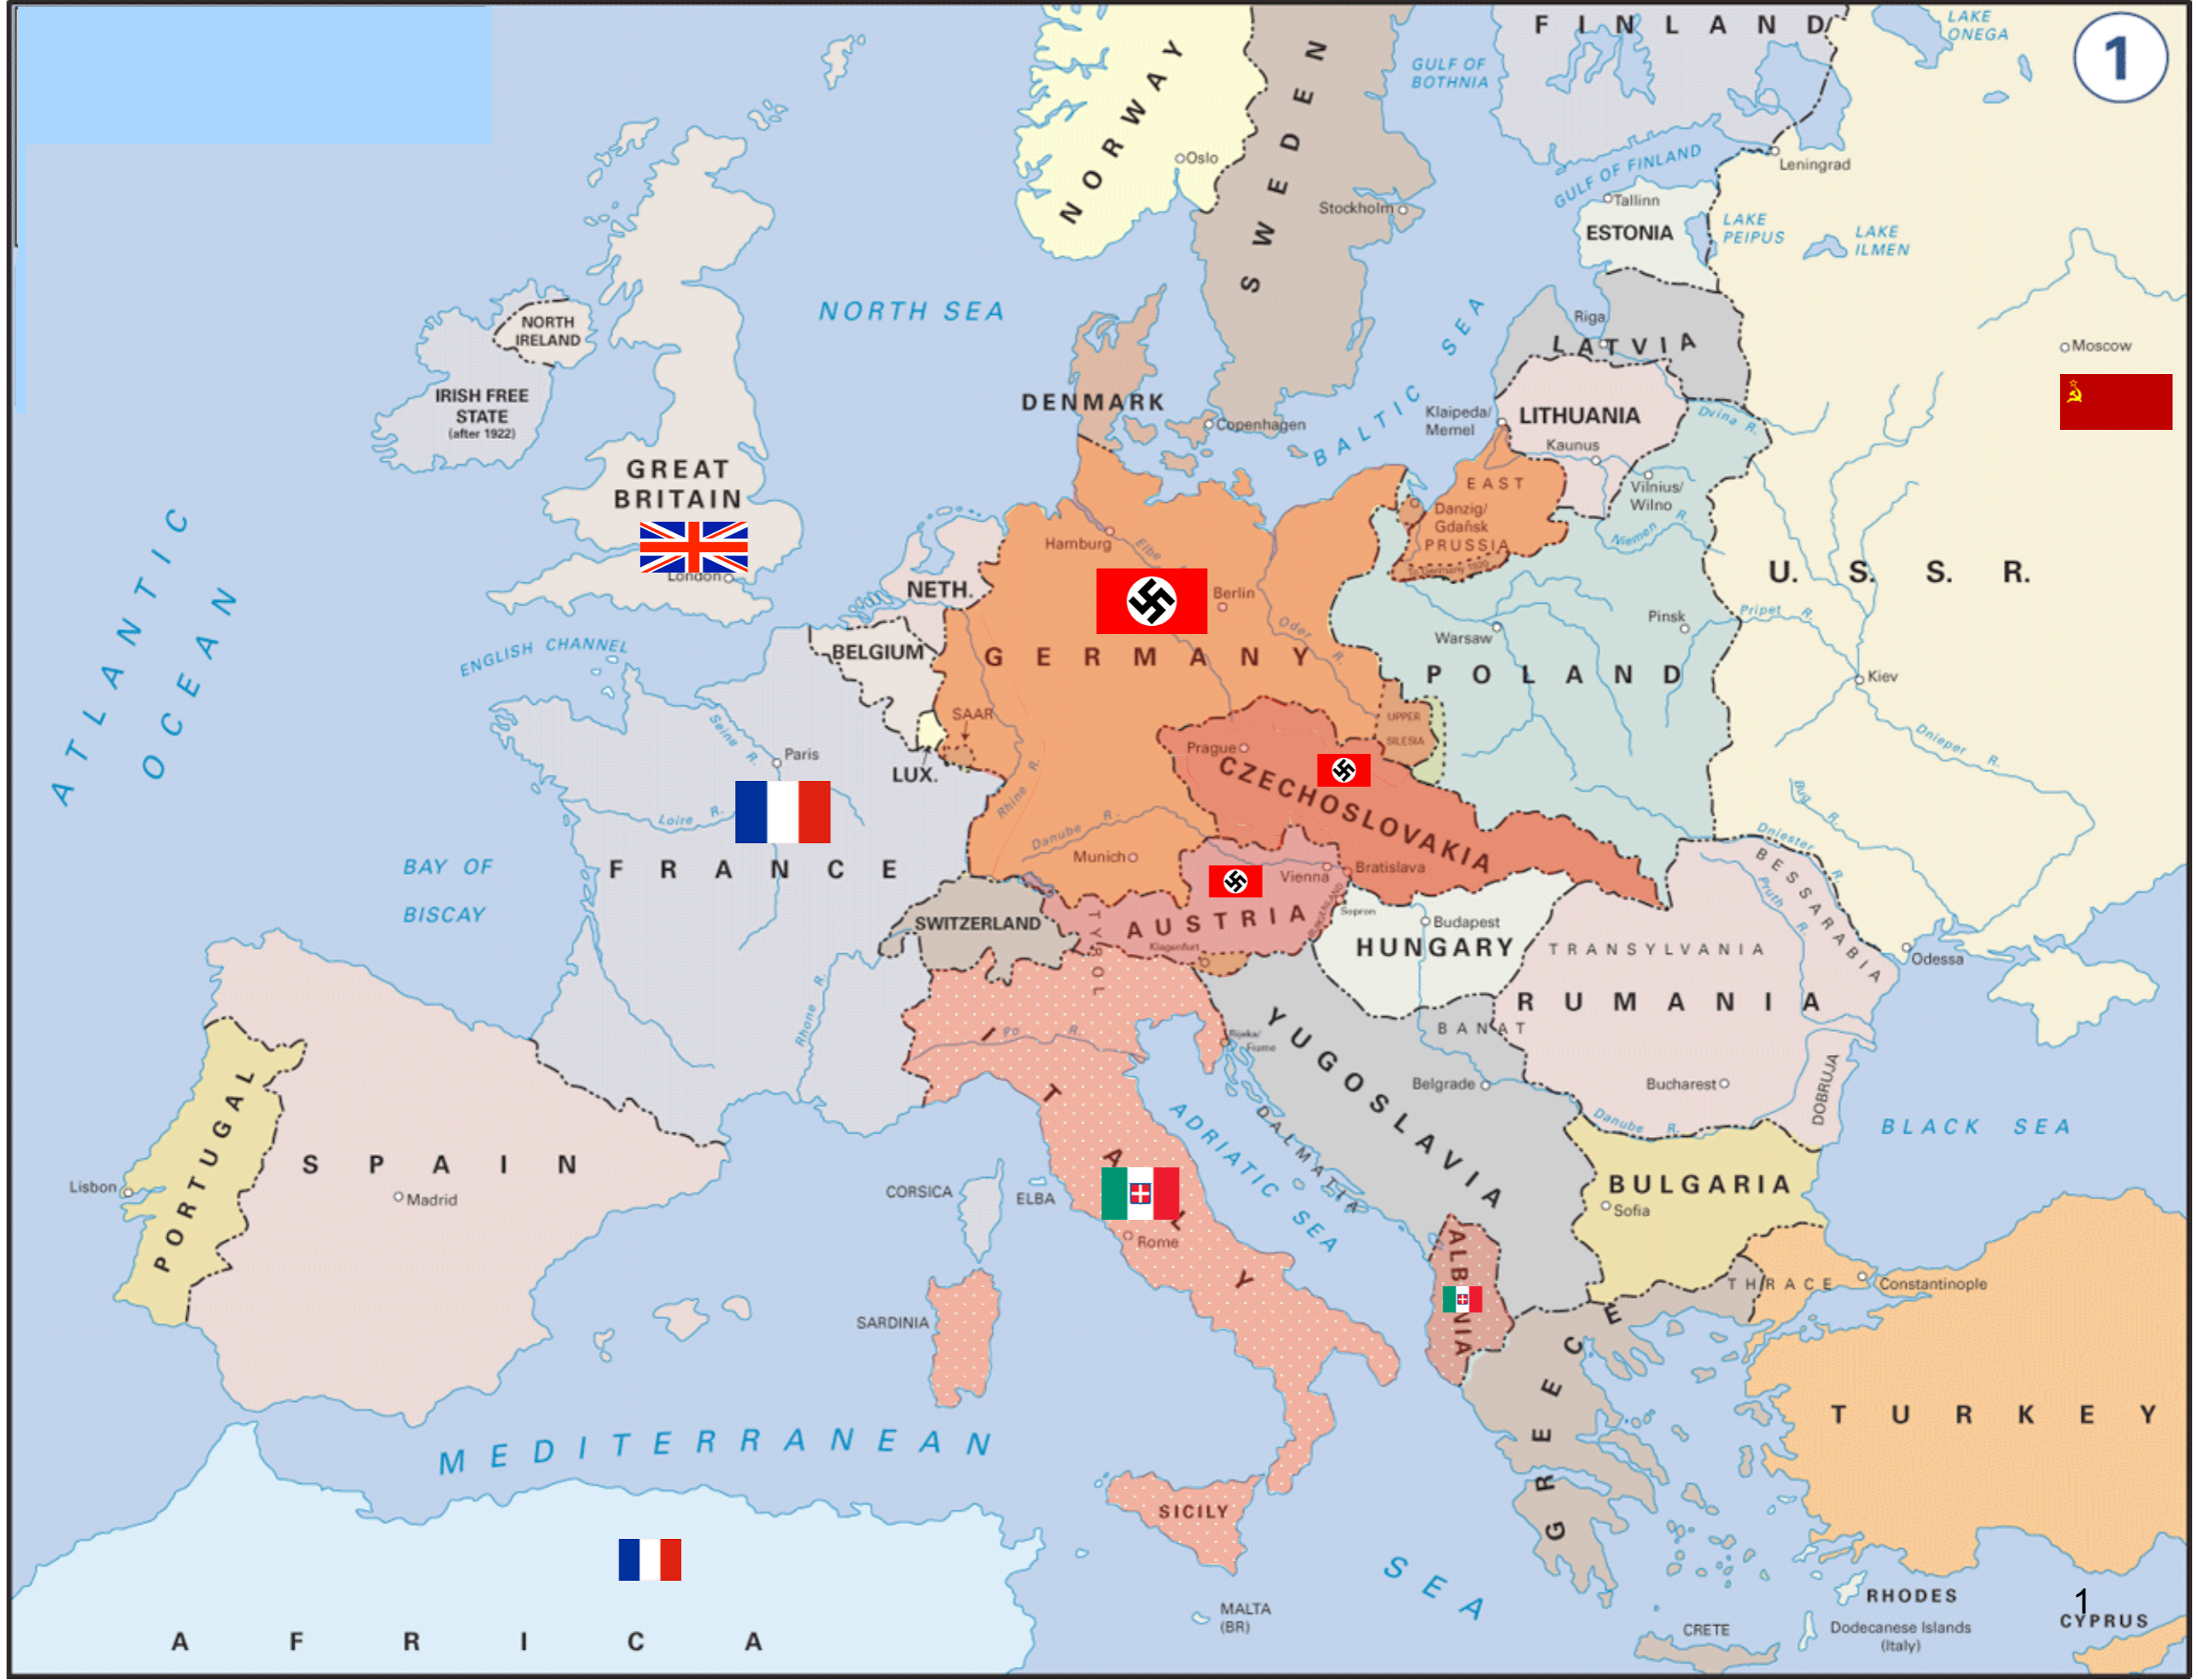 FINLAND
LAKE
ONEGA
1
GULF OF
BOTHNIA
NORWAY
SWEDEN
Oslo
Leningrad
GULF OF FINLAND
Tallinn
Stockholm
ESTONIA
LAKE
PEIPUS
LAKE
ILMEN
NORTH SEA
NORTH
IRELAND
Riga
LATVIA
Moscow
BALTIC SEA
IRISH FREE
STATE
(after 1922)
DENMARK
Copenhagen
Klaipeda/
Memel
LITHUANIA
Dvina R.
Kaunus
GREAT
BRITAIN
EAST
PRUSSIA
Vilnius/
Wilno
Danzig/
Gdańsk
Niemen R.
to Germany 1920
Hamburg
Elbe
London
ATLANTIC
OCEAN
NETH.
Berlin
U. S. S. R.
Pinsk
Pripet R.
Warsaw
ENGLISH CHANNEL
BELGIUM
GERMANY
Oder R.
POLAND
Kiev
SAAR
UPPER
SILESIA
Seine R.
Paris
LUX.
Prague
CZECHOSLOVAKIA
Dnieper R.
Rhine R.
Loire R.
Danube R.
Bug R.
Munich
Dniester R.
BAY OF
BISCAY
FRANCE
Vienna
Bratislava
BESSARABIA
Pruth R.
SWITZERLAND
TYROL
AUSTRIA
BURGENLAND
Sopron
Klagenfurt
Budapest
HUNGARY
TRANSYLVANIA
Odessa
RUMANIA
Rhone R.
Po R.
ITALY
Rijeka/
Fiume
YUGOSLAVIA
BANAT
Belgrade
Bucharest
DOBRUJA
Danube R.
BLACK SEA
ADRIATIC SEA
DALMATIA
PORTUGAL
SPAIN
Lisbon
Madrid
CORSICA
ELBA
Rome
BULGARIA
Sofia
ALBANIA
THRACE
Constantinople
SARDINIA
GREECE
TURKEY
MEDITERRANEAN
SEA
SICILY
MALTA
(BR)
CRETE
RHODES
Dodecanese Islands
(Italy)
1
CYPRUS
AFRICA